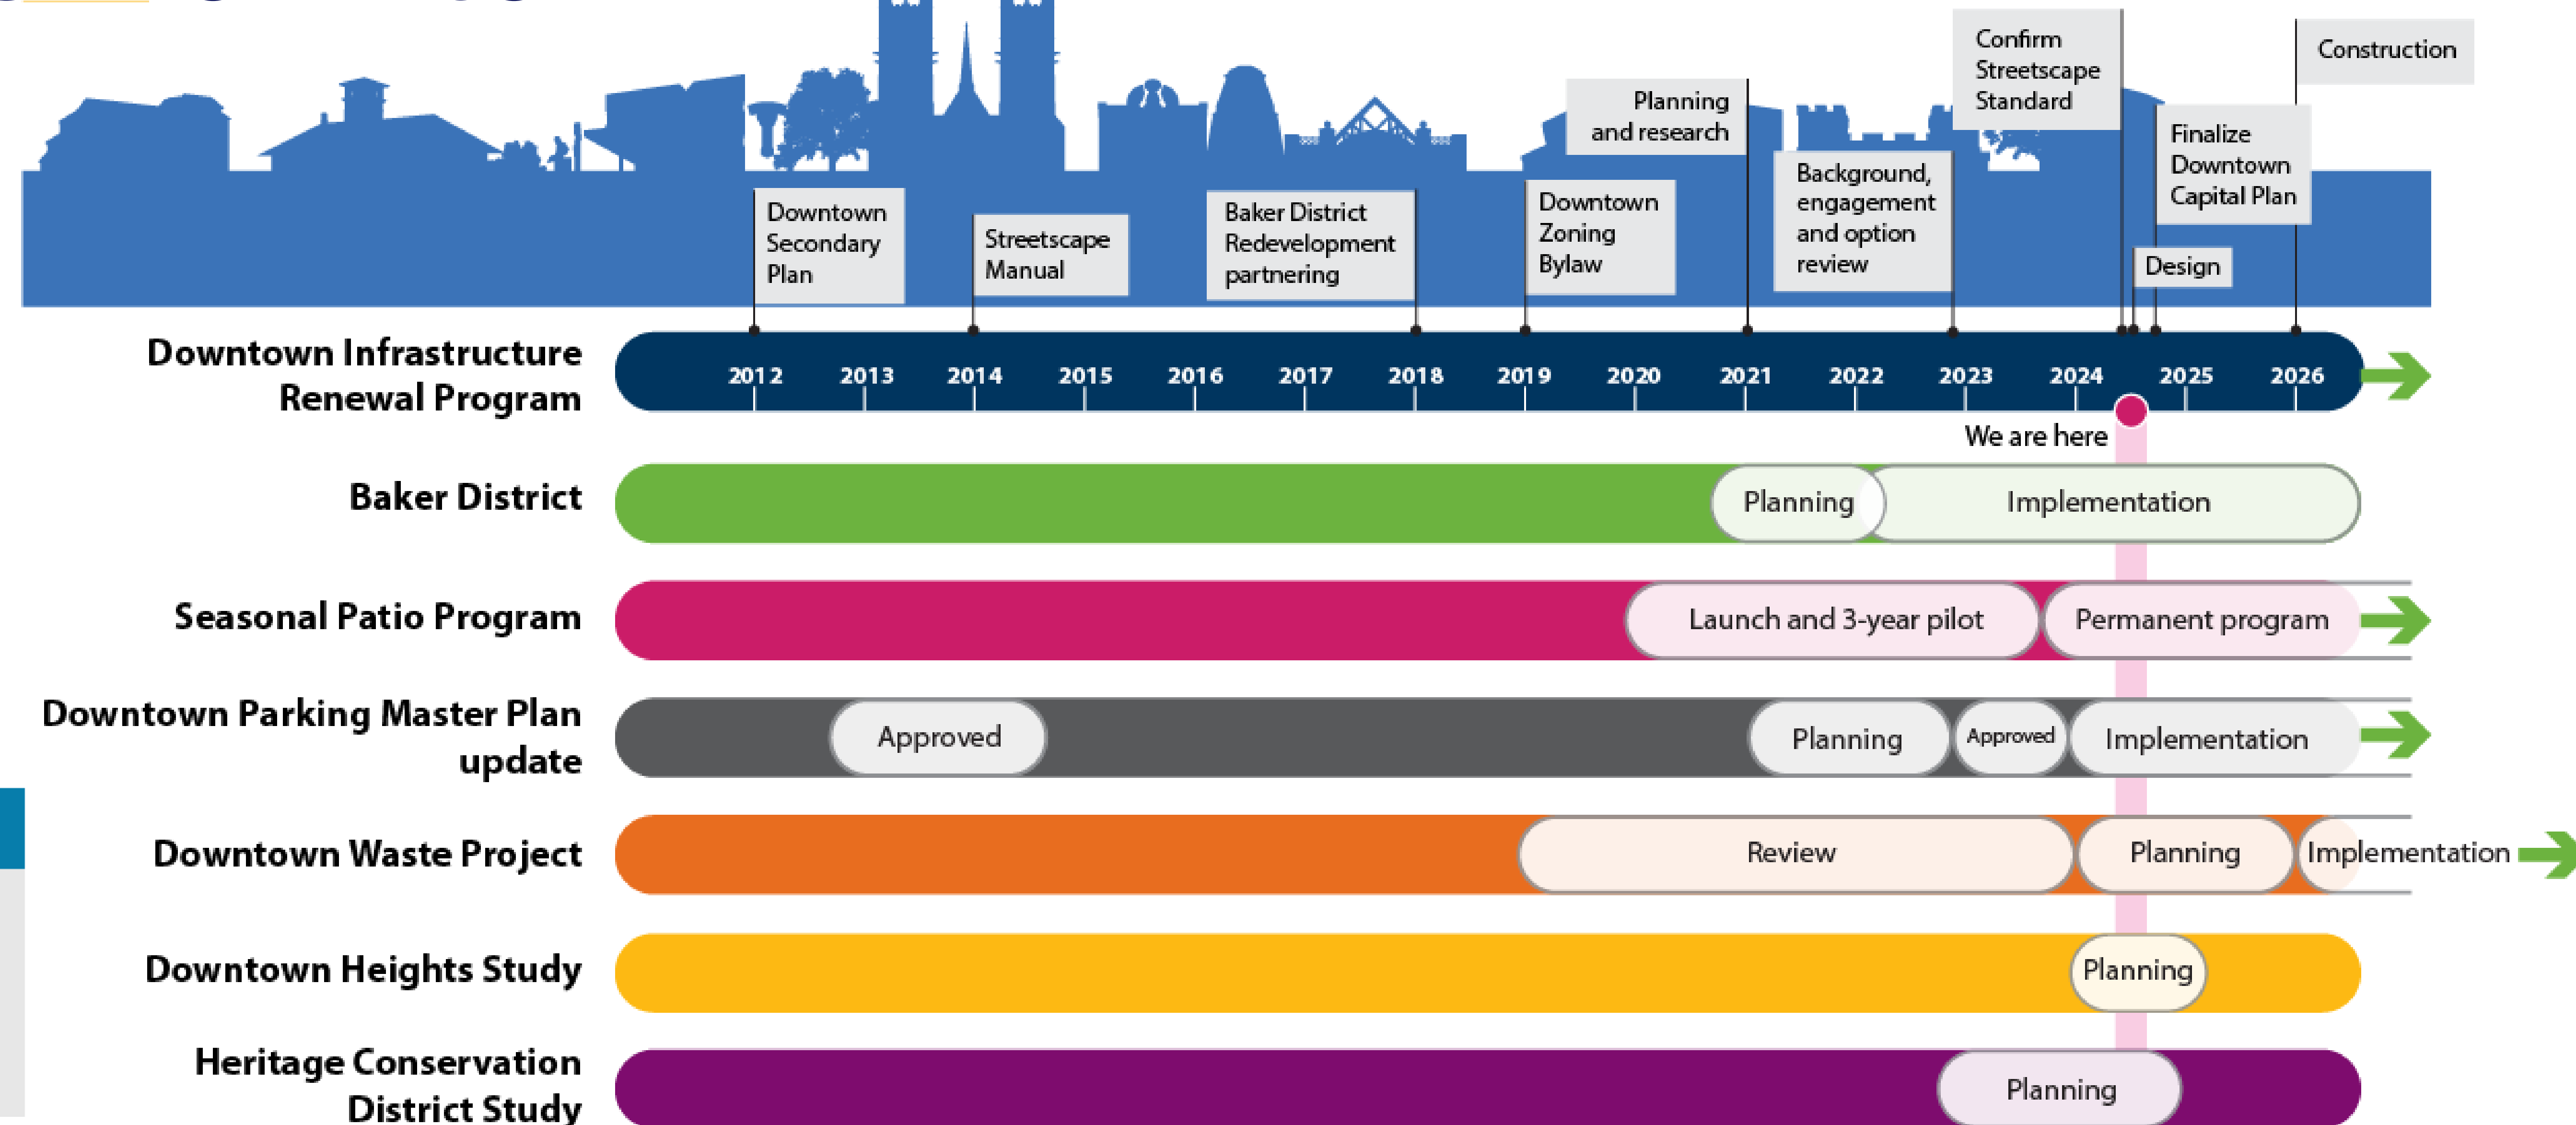 Confirm
Streetscape
Standard
Construction
Planning
and research
Finalize
Downtown
Capital Plan
Background,
engagement
and option
review
Downtown
Secondary
Plan
Streetscape
Manual
Baker District
Redevelopment
partnering
Downtown
Zoning
Bylaw
Design
Downtown Infrastructure
Renewal Program
2012 2013 2014 2015 2016 2017 2018 2019 2020 2021 2022 2023 2024 2025 2026
We are here
Baker District
Planning
Implementation
Seasonal Patio Program
Launch and 3-year pilot
Permanent program
Downtown Parking Master Plan
update
Approved
Planning
Approved
Implementation
Downtown Waste Project
Review
Planning
Implementation
Downtown Heights Study
Planning
Heritage Conservation
District Study
Planning